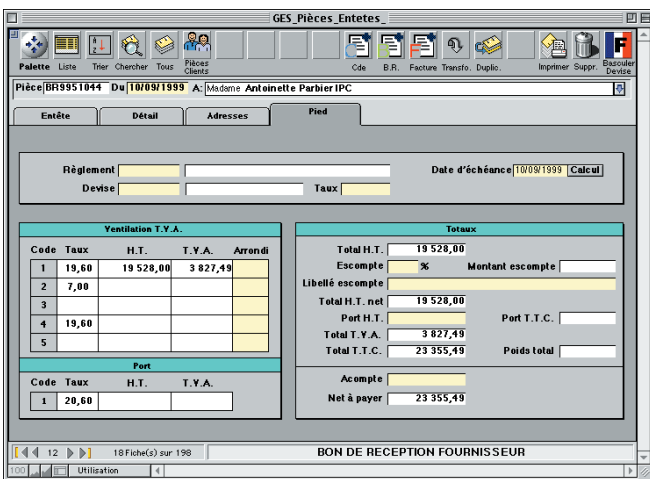 GES_Pièces_Entetes_
Palette Liste Trier Chercher Tous Pièces Clients Cde B.R. Facture Transfo. Duplic. Imprimer Suppr. Basculer Devise
Pièce BR9951044 Du 10/09/1999 A: Madame Antoinette Parbier IPC
Entête Détail Adresses Pied
Règlement Date d'échéance 10/09/1999 Calcul
Devise Taux
Ventilation T.V.A.
Code Taux H.T. T.V.A. Arrondi
1 19,60 19 528,00 3 827,49
2 7,00
3
4 19,60
5
Port
Code Taux H.T. T.V.A.
1 20,60
Totaux
Total H.T. 19 528,00
Escompte % Montant escompte
Libellé escompte
Total H.T. net 19 528,00
Port H.T. Port T.T.C.
Total T.V.A. 3 827,49
Total T.T.C. 23 355,49 Poids total
Acompte
Net à payer 23 355,49
12 18 Fiche(s) sur 198 BON DE RECEPTION FOURNISSEUR
100 Utilisation